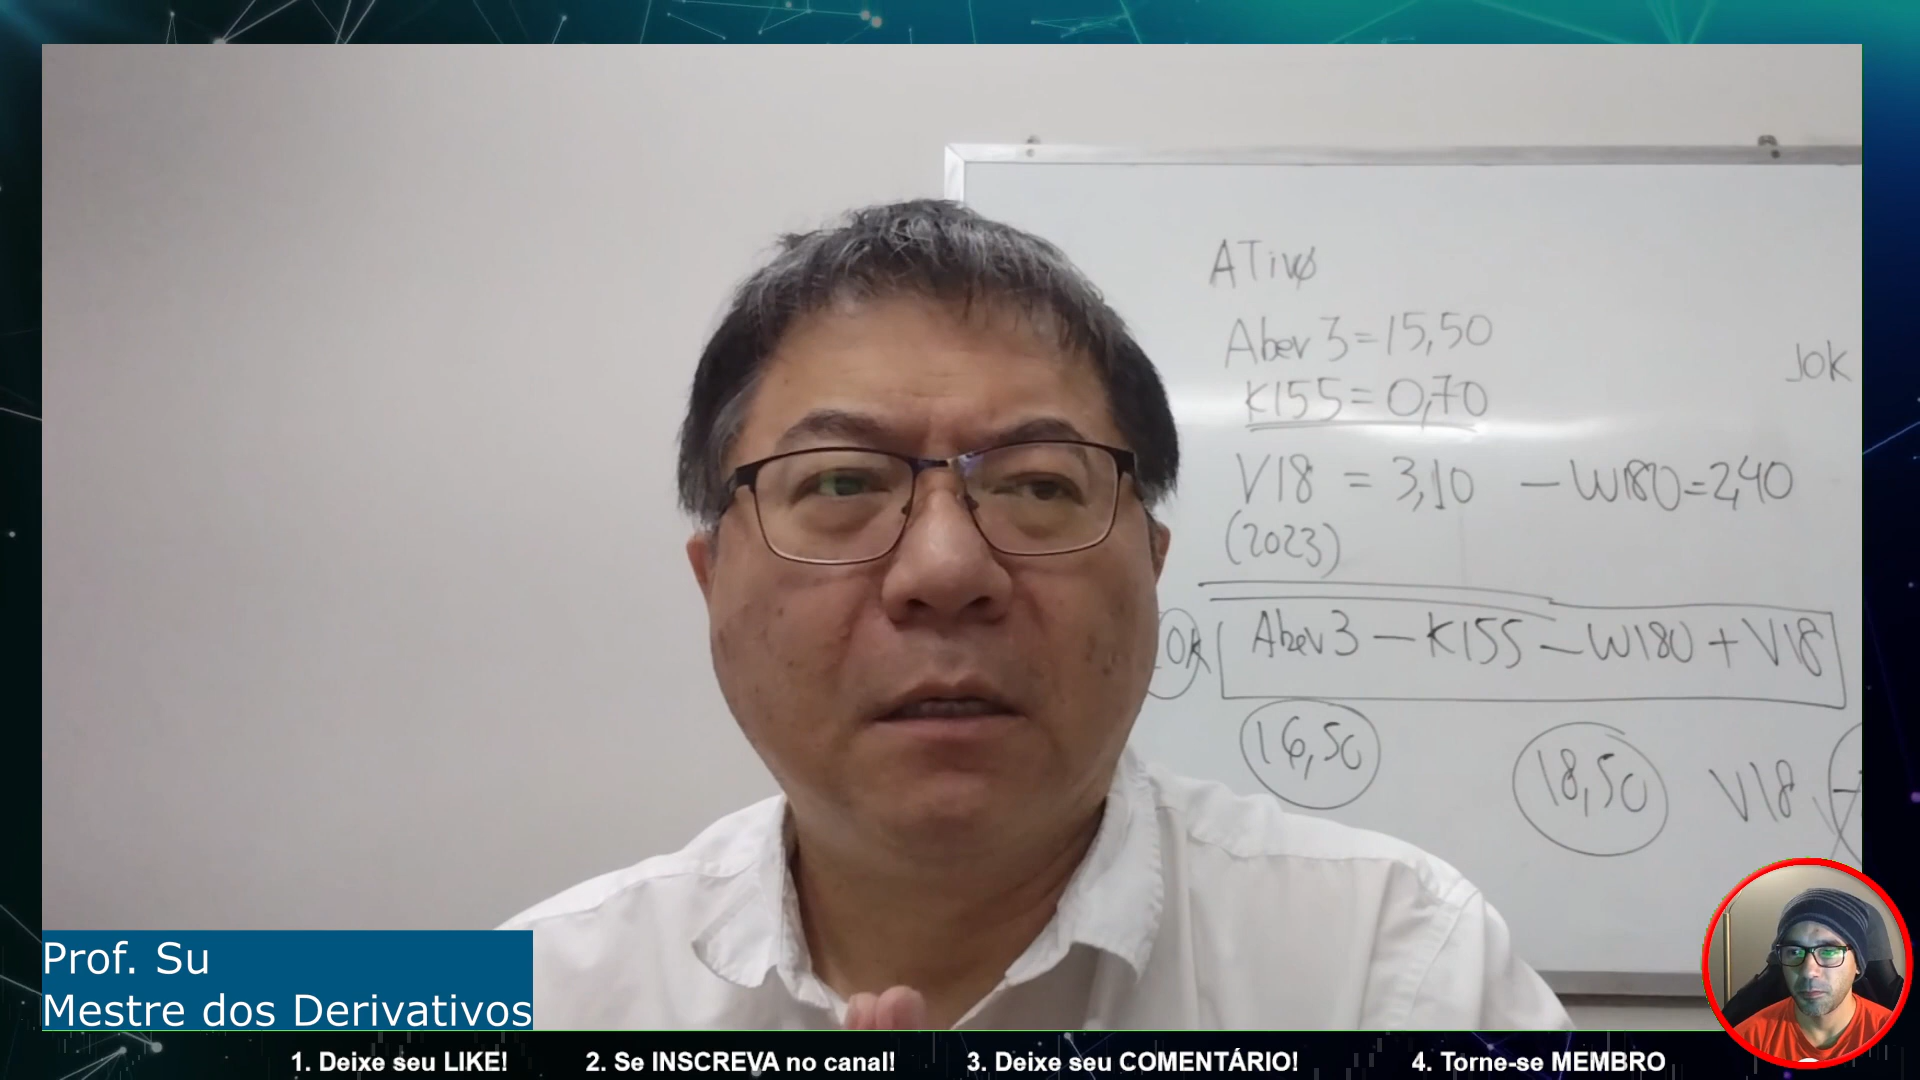 ATivo
Abev3=15,50
JOK
K155=0,70
V18 = 3,10 -W180=2,40
(2023)
Abev3 - K155 - W180 + V18
16,50
18,50 V18
Prof. Su
Mestre dos Derivativos
1. Deixe seu LIKE! 2. Se INSCREVA no canal! 3. Deixe seu COMENTÁRIO! 4. Torne-se MEMBRO